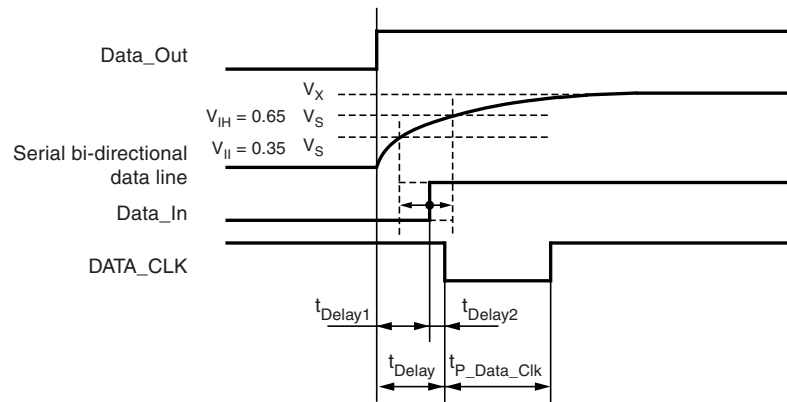 Data_Out
V_X
V_IH = 0.65 V_S
V_Il = 0.35 V_S
Serial bi-directional
data line
Data_In
DATA_CLK
t_Delay1
t_Delay2
t_Delay
t_P_Data_Clk